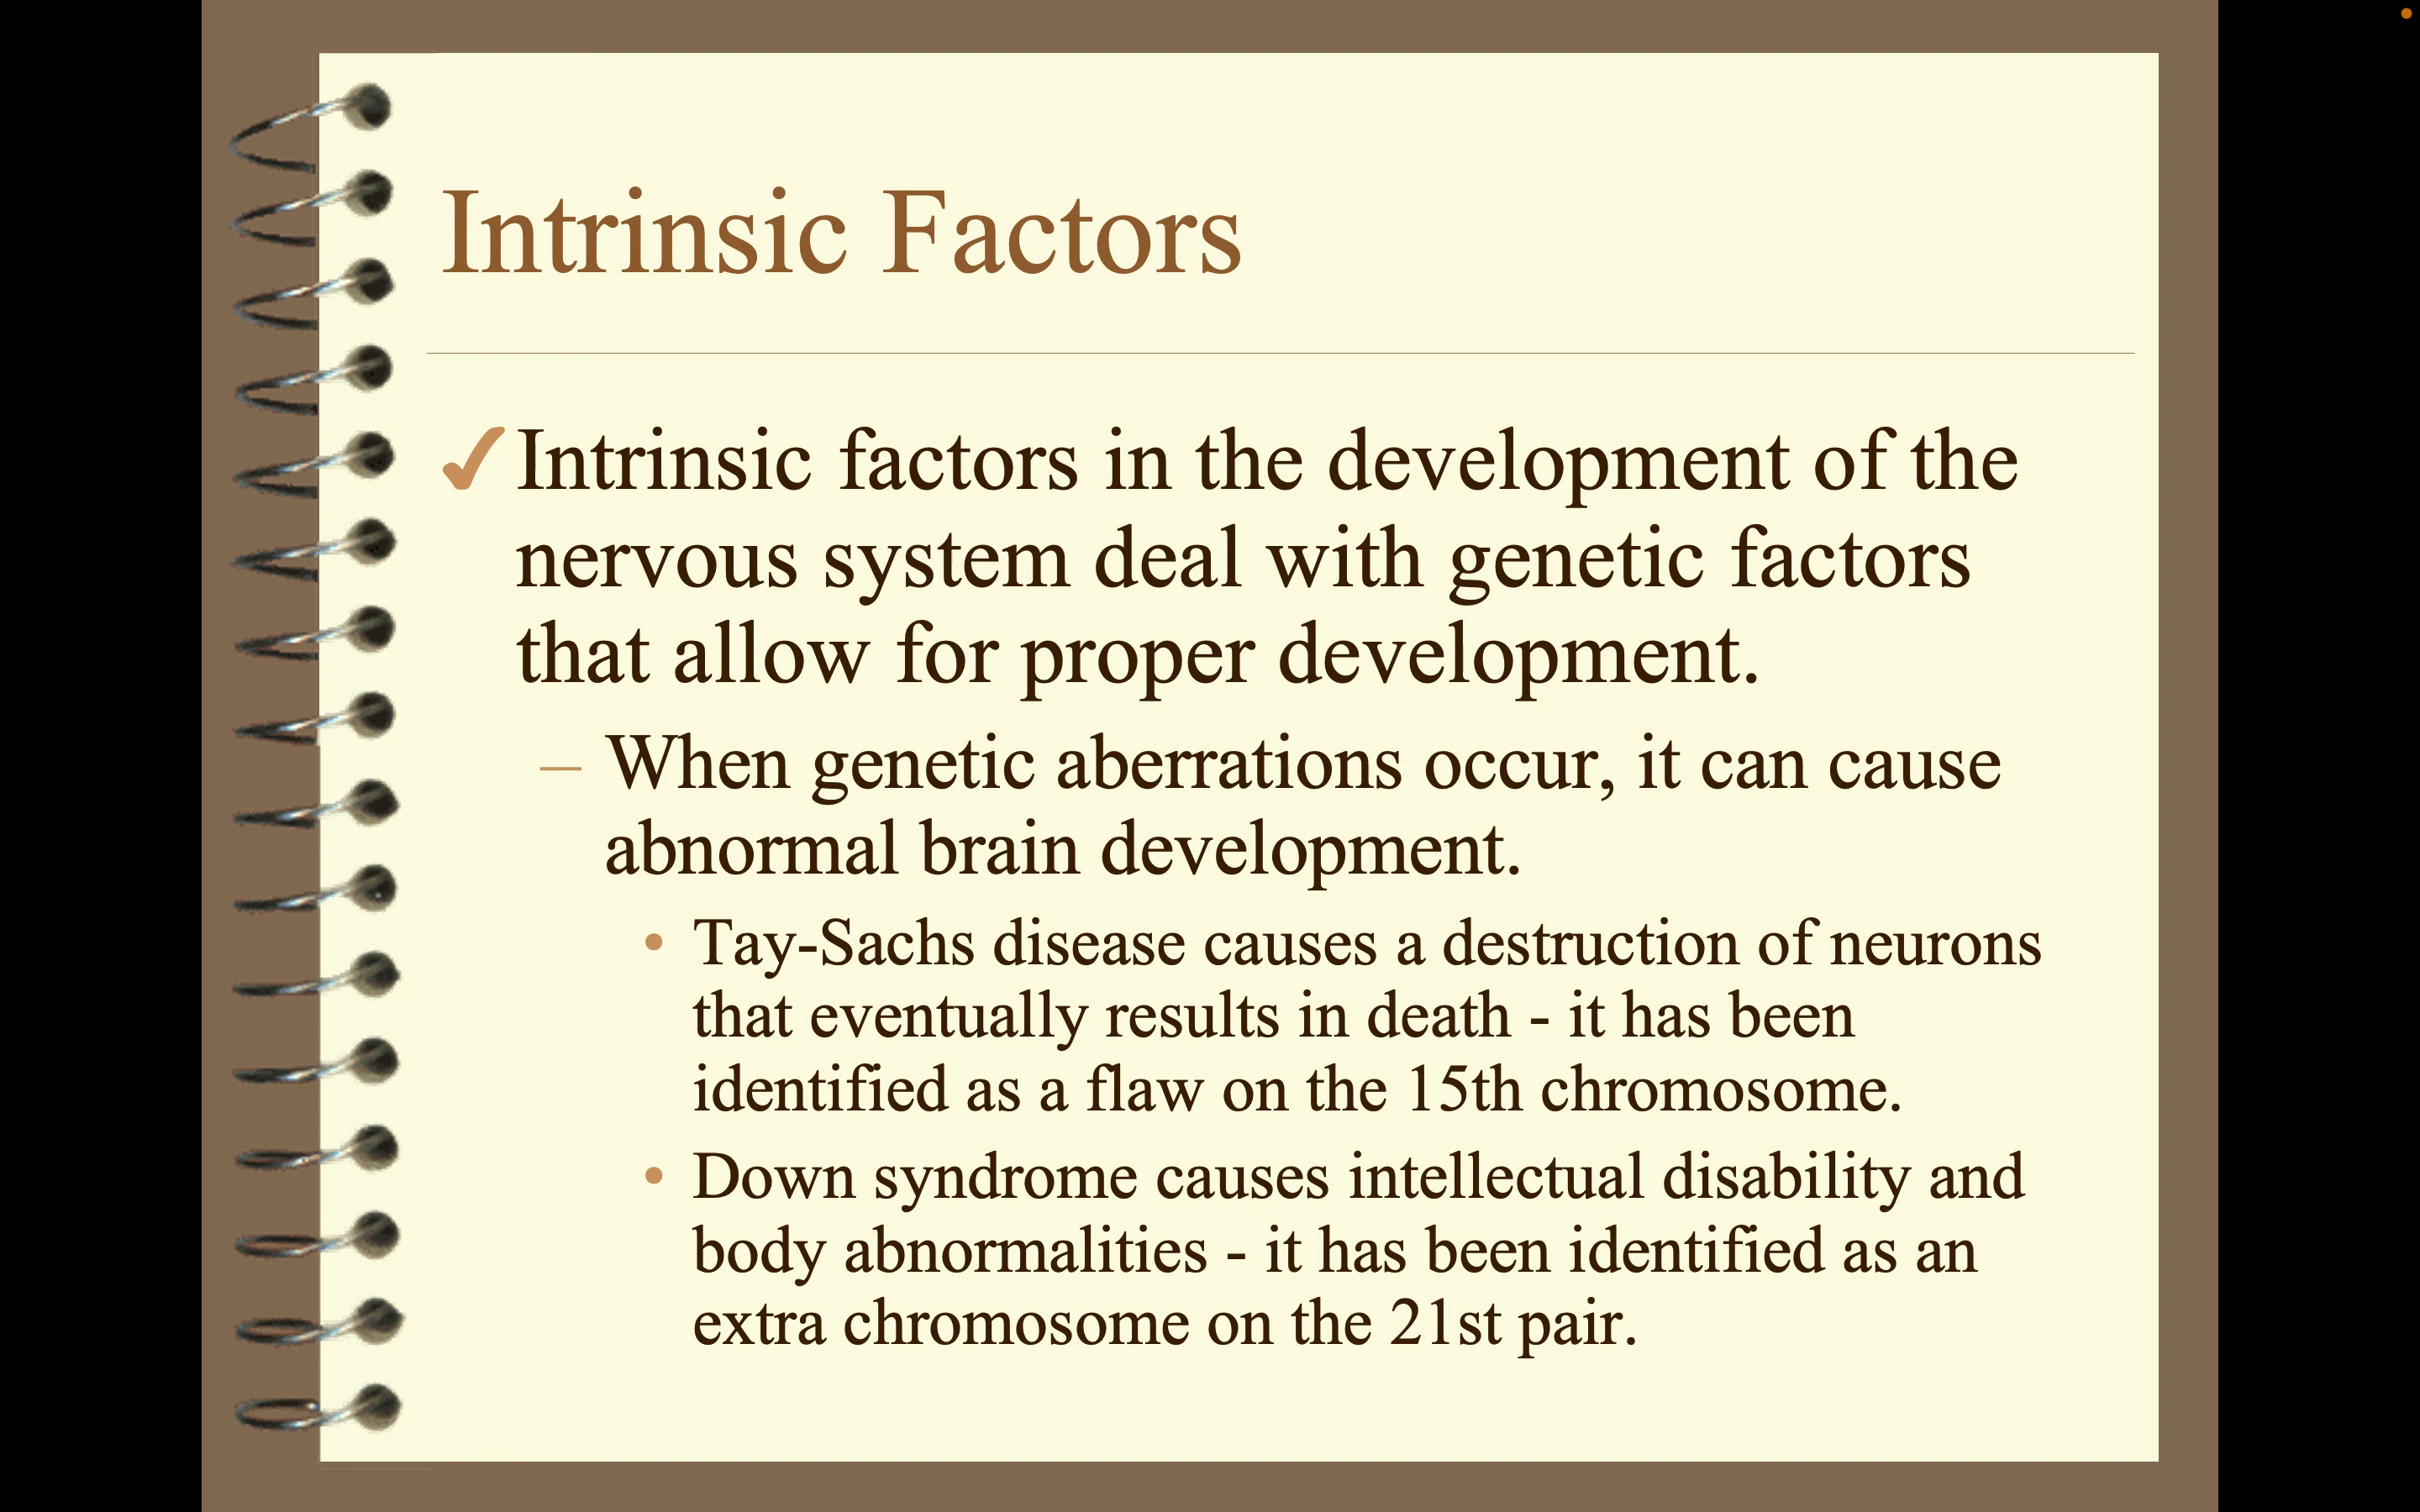 Intrinsic Factors
✓Intrinsic factors in the development of the
nervous system deal with genetic factors
that allow for proper development.
– When genetic aberrations occur, it can cause
abnormal brain development.
• Tay-Sachs disease causes a destruction of neurons
that eventually results in death - it has been
identified as a flaw on the 15th chromosome.
• Down syndrome causes intellectual disability and
body abnormalities - it has been identified as an
extra chromosome on the 21st pair.